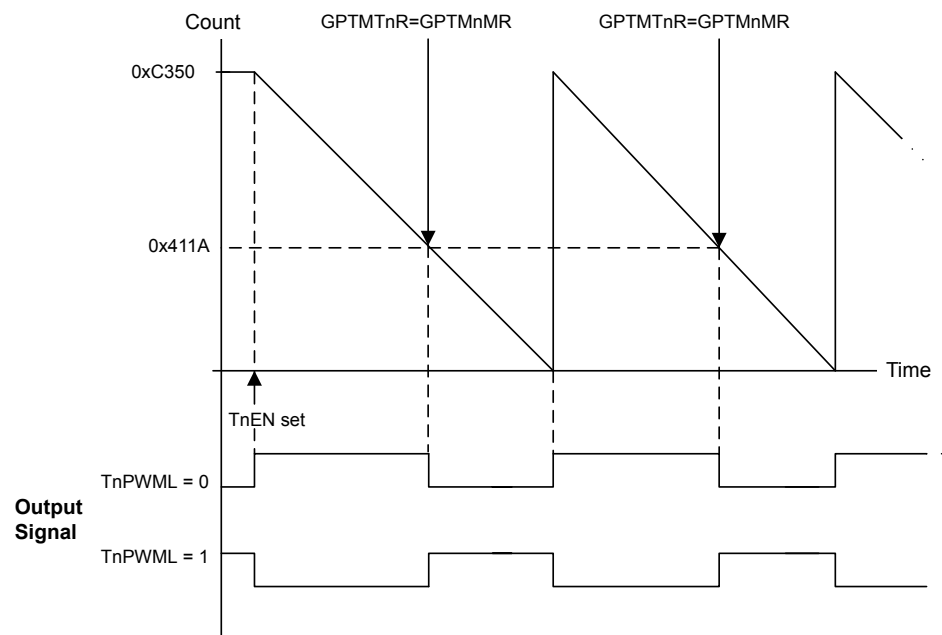 Count
GPTMTnR=GPTMnMR
GPTMTnR=GPTMnMR
0xC350
0x411A
Time
TnEN set
TnPWML = 0
Output
Signal
TnPWML = 1